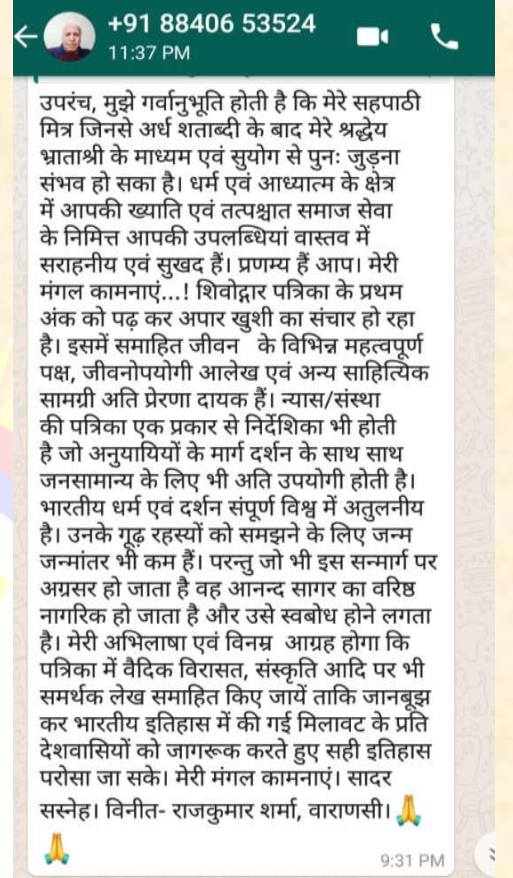 +91 88406 53524
11:37 PM
उपरंच, मुझे गर्वानुभूति होती है कि मेरे सहपाठी
मित्र जिनसे अर्ध शताब्दी के बाद मेरे श्रद्धेय
भ्राताश्री के माध्यम एवं सुयोग से पुनः जुड़ना
संभव हो सका है। धर्म एवं आध्यात्म के क्षेत्र
में आपकी ख्याति एवं तत्पश्चात समाज सेवा
के निमित्त आपकी उपलब्धियां वास्तव में
सराहनीय एवं सुखद हैं। प्रणम्य हैं आप। मेरी
मंगल कामनाएं...! शिवोद्गार पत्रिका के प्रथम
अंक को पढ़ कर अपार खुशी का संचार हो रहा
है। इसमें समाहित जीवन के विभिन्न महत्वपूर्ण
पक्ष, जीवनोपयोगी आलेख एवं अन्य साहित्यिक
सामग्री अति प्रेरणा दायक हैं। न्यास/संस्था
की पत्रिका एक प्रकार से निर्देशिका भी होती
है जो अनुयायियों के मार्ग दर्शन के साथ साथ
जनसामान्य के लिए भी अति उपयोगी होती है।
भारतीय धर्म एवं दर्शन संपूर्ण विश्व में अतुलनीय
है। उनके गूढ़ रहस्यों को समझने के लिए जन्म
जन्मांतर भी कम हैं। परन्तु जो भी इस सन्मार्ग पर
अग्रसर हो जाता है वह आनन्द सागर का वरिष्ठ
नागरिक हो जाता है और उसे स्वबोध होने लगता
है। मेरी अभिलाषा एवं विनम्र आग्रह होगा कि
पत्रिका में वैदिक विरासत, संस्कृति आदि पर भी
समर्थक लेख समाहित किए जायें ताकि जानबूझ
कर भारतीय इतिहास में की गई मिलावट के प्रति
देशवासियों को जागरूक करते हुए सही इतिहास
परोसा जा सके। मेरी मंगल कामनाएं। सादर
सस्नेह। विनीत- राजकुमार शर्मा, वाराणसी। 🙏
🙏
9:31 PM